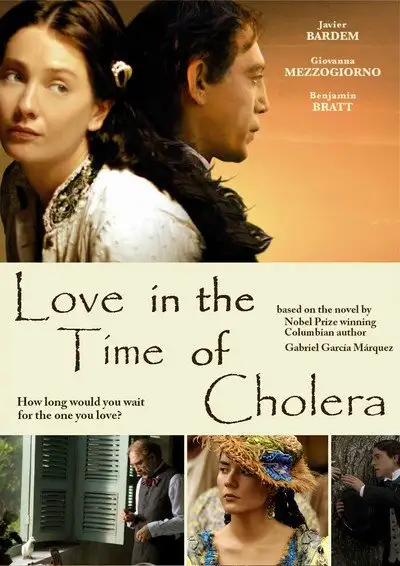 Javier
BARDEM
Giovanna
MEZZOGIORNO
Benjamin
BRATT
Love in the
Time of
Cholera
based on the novel by
Nobel Prize winning
Columbian author
Gabriel García Márquez
How long would you wait
for the one you love?